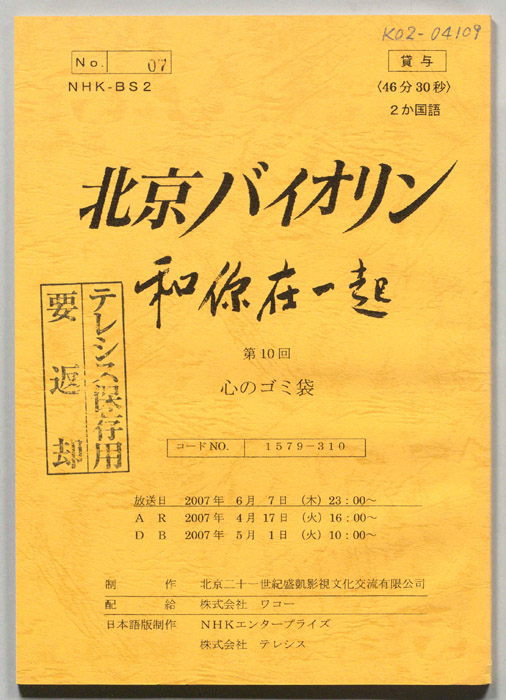 K02-04109
No. 07
貸与
NHK-BS2
〈46分30秒〉
2か国語
北京バイオリン
和你在一起
テレシス保存用
要返却
第10回
心のゴミ袋
コードNO. 1579-310
放送日 2007年 6月 7日 (木) 23:00~
A R 2007年 4月17日 (火) 16:00~
D B 2007年 5月 1日 (火) 10:00~
制作 北京二十一世紀盛凱影視文化交流有限公司
配給 株式会社 ワコー
日本語版制作 NHKエンタープライズ
株式会社 テレシス